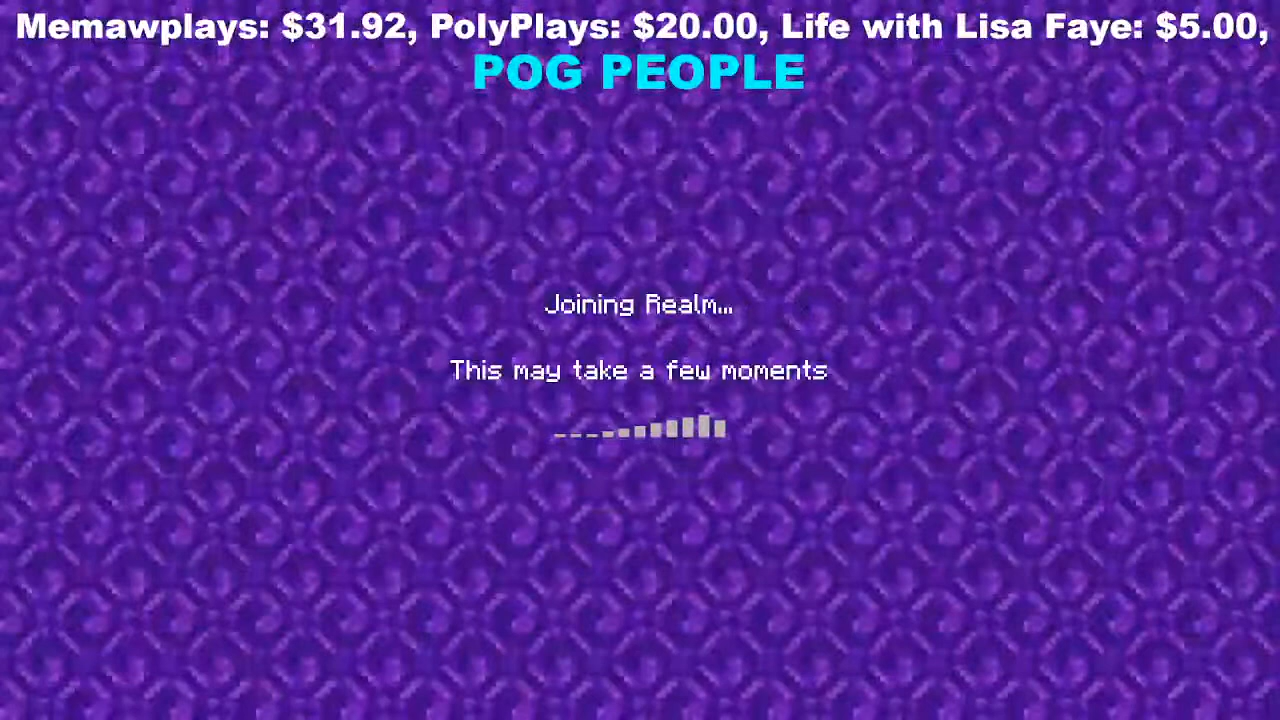 Memawplays: $31.92, PolyPlays: $20.00, Life with Lisa Faye: $5.00,
POG PEOPLE
Joining Realm...
This may take a few moments